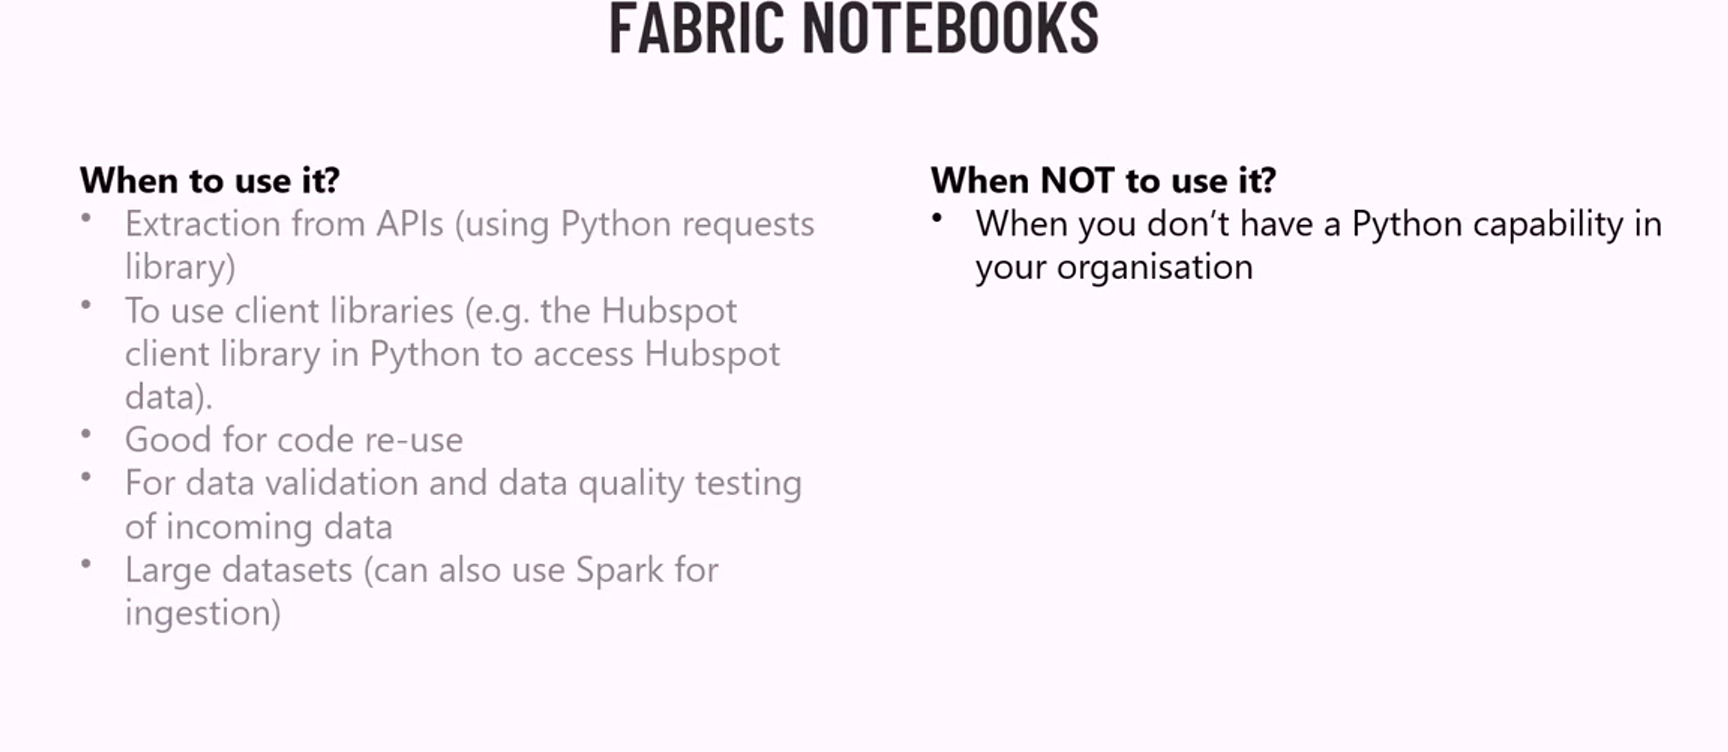 FABRIC NOTEBOOKS
When to use it?
• Extraction from APIs (using Python requests
library)
• To use client libraries (e.g. the Hubspot
client library in Python to access Hubspot
data).
• Good for code re-use
• For data validation and data quality testing
of incoming data
• Large datasets (can also use Spark for
ingestion)
When NOT to use it?
• When you don’t have a Python capability in
your organisation